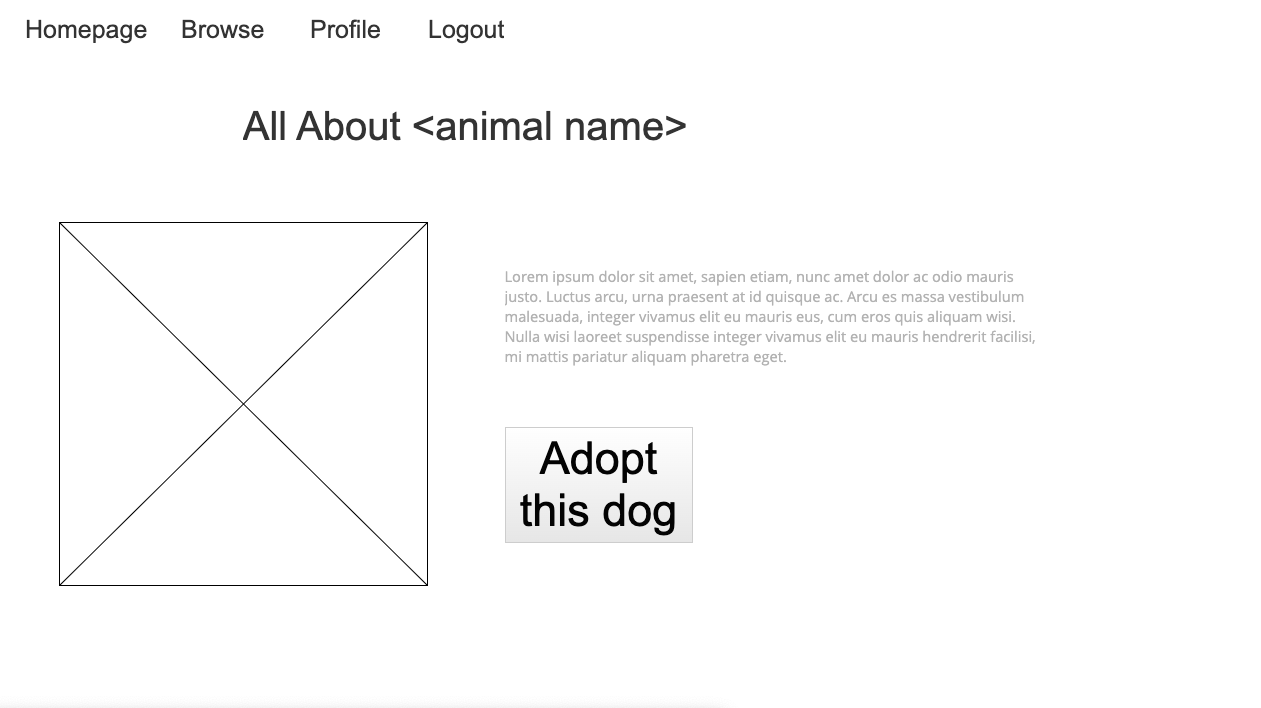 Homepage Browse Profile Logout
All About <animal name>
Lorem ipsum dolor sit amet, sapien etiam, nunc amet dolor ac odio mauris
justo. Luctus arcu, urna praesent at id quisque ac. Arcu es massa vestibulum
malesuada, integer vivamus elit eu mauris eus, cum eros quis aliquam wisi.
Nulla wisi laoreet suspendisse integer vivamus elit eu mauris hendrerit facilisi,
mi mattis pariatur aliquam pharetra eget.
Adopt
this dog